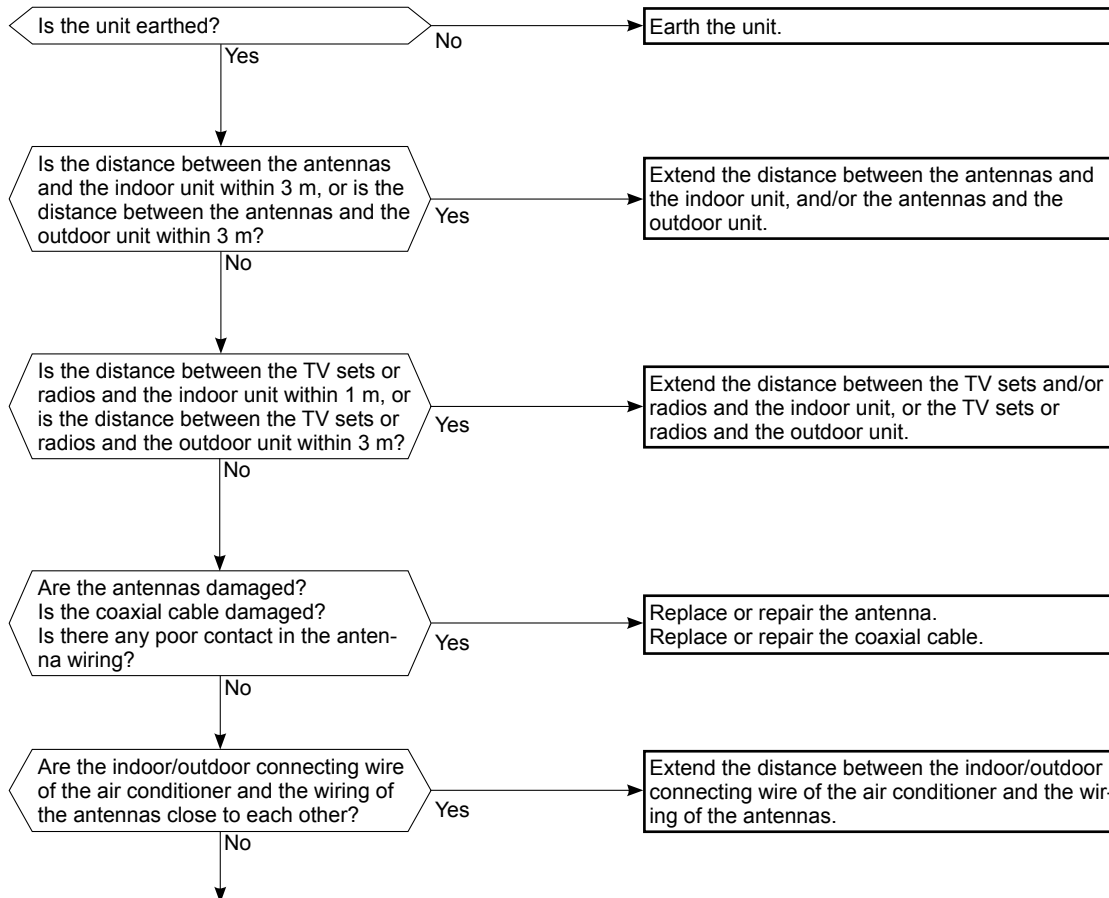 Is the unit earthed?
No
Earth the unit.
Yes
Is the distance between the antennas
and the indoor unit within 3 m, or is the
distance between the antennas and the
outdoor unit within 3 m?
Yes
Extend the distance between the antennas and
the indoor unit, and/or the antennas and the
outdoor unit.
No
Is the distance between the TV sets or
radios and the indoor unit within 1 m, or
is the distance between the TV sets or
radios and the outdoor unit within 3 m?
Yes
Extend the distance between the TV sets and/or
radios and the indoor unit, or the TV sets or
radios and the outdoor unit.
No
Are the antennas damaged?
Is the coaxial cable damaged?
Is there any poor contact in the anten-
na wiring?
Yes
Replace or repair the antenna.
Replace or repair the coaxial cable.
No
Are the indoor/outdoor connecting wire
of the air conditioner and the wiring of
the antennas close to each other?
Yes
Extend the distance between the indoor/outdoor
connecting wire of the air conditioner and the wir-
ing of the antennas.
No